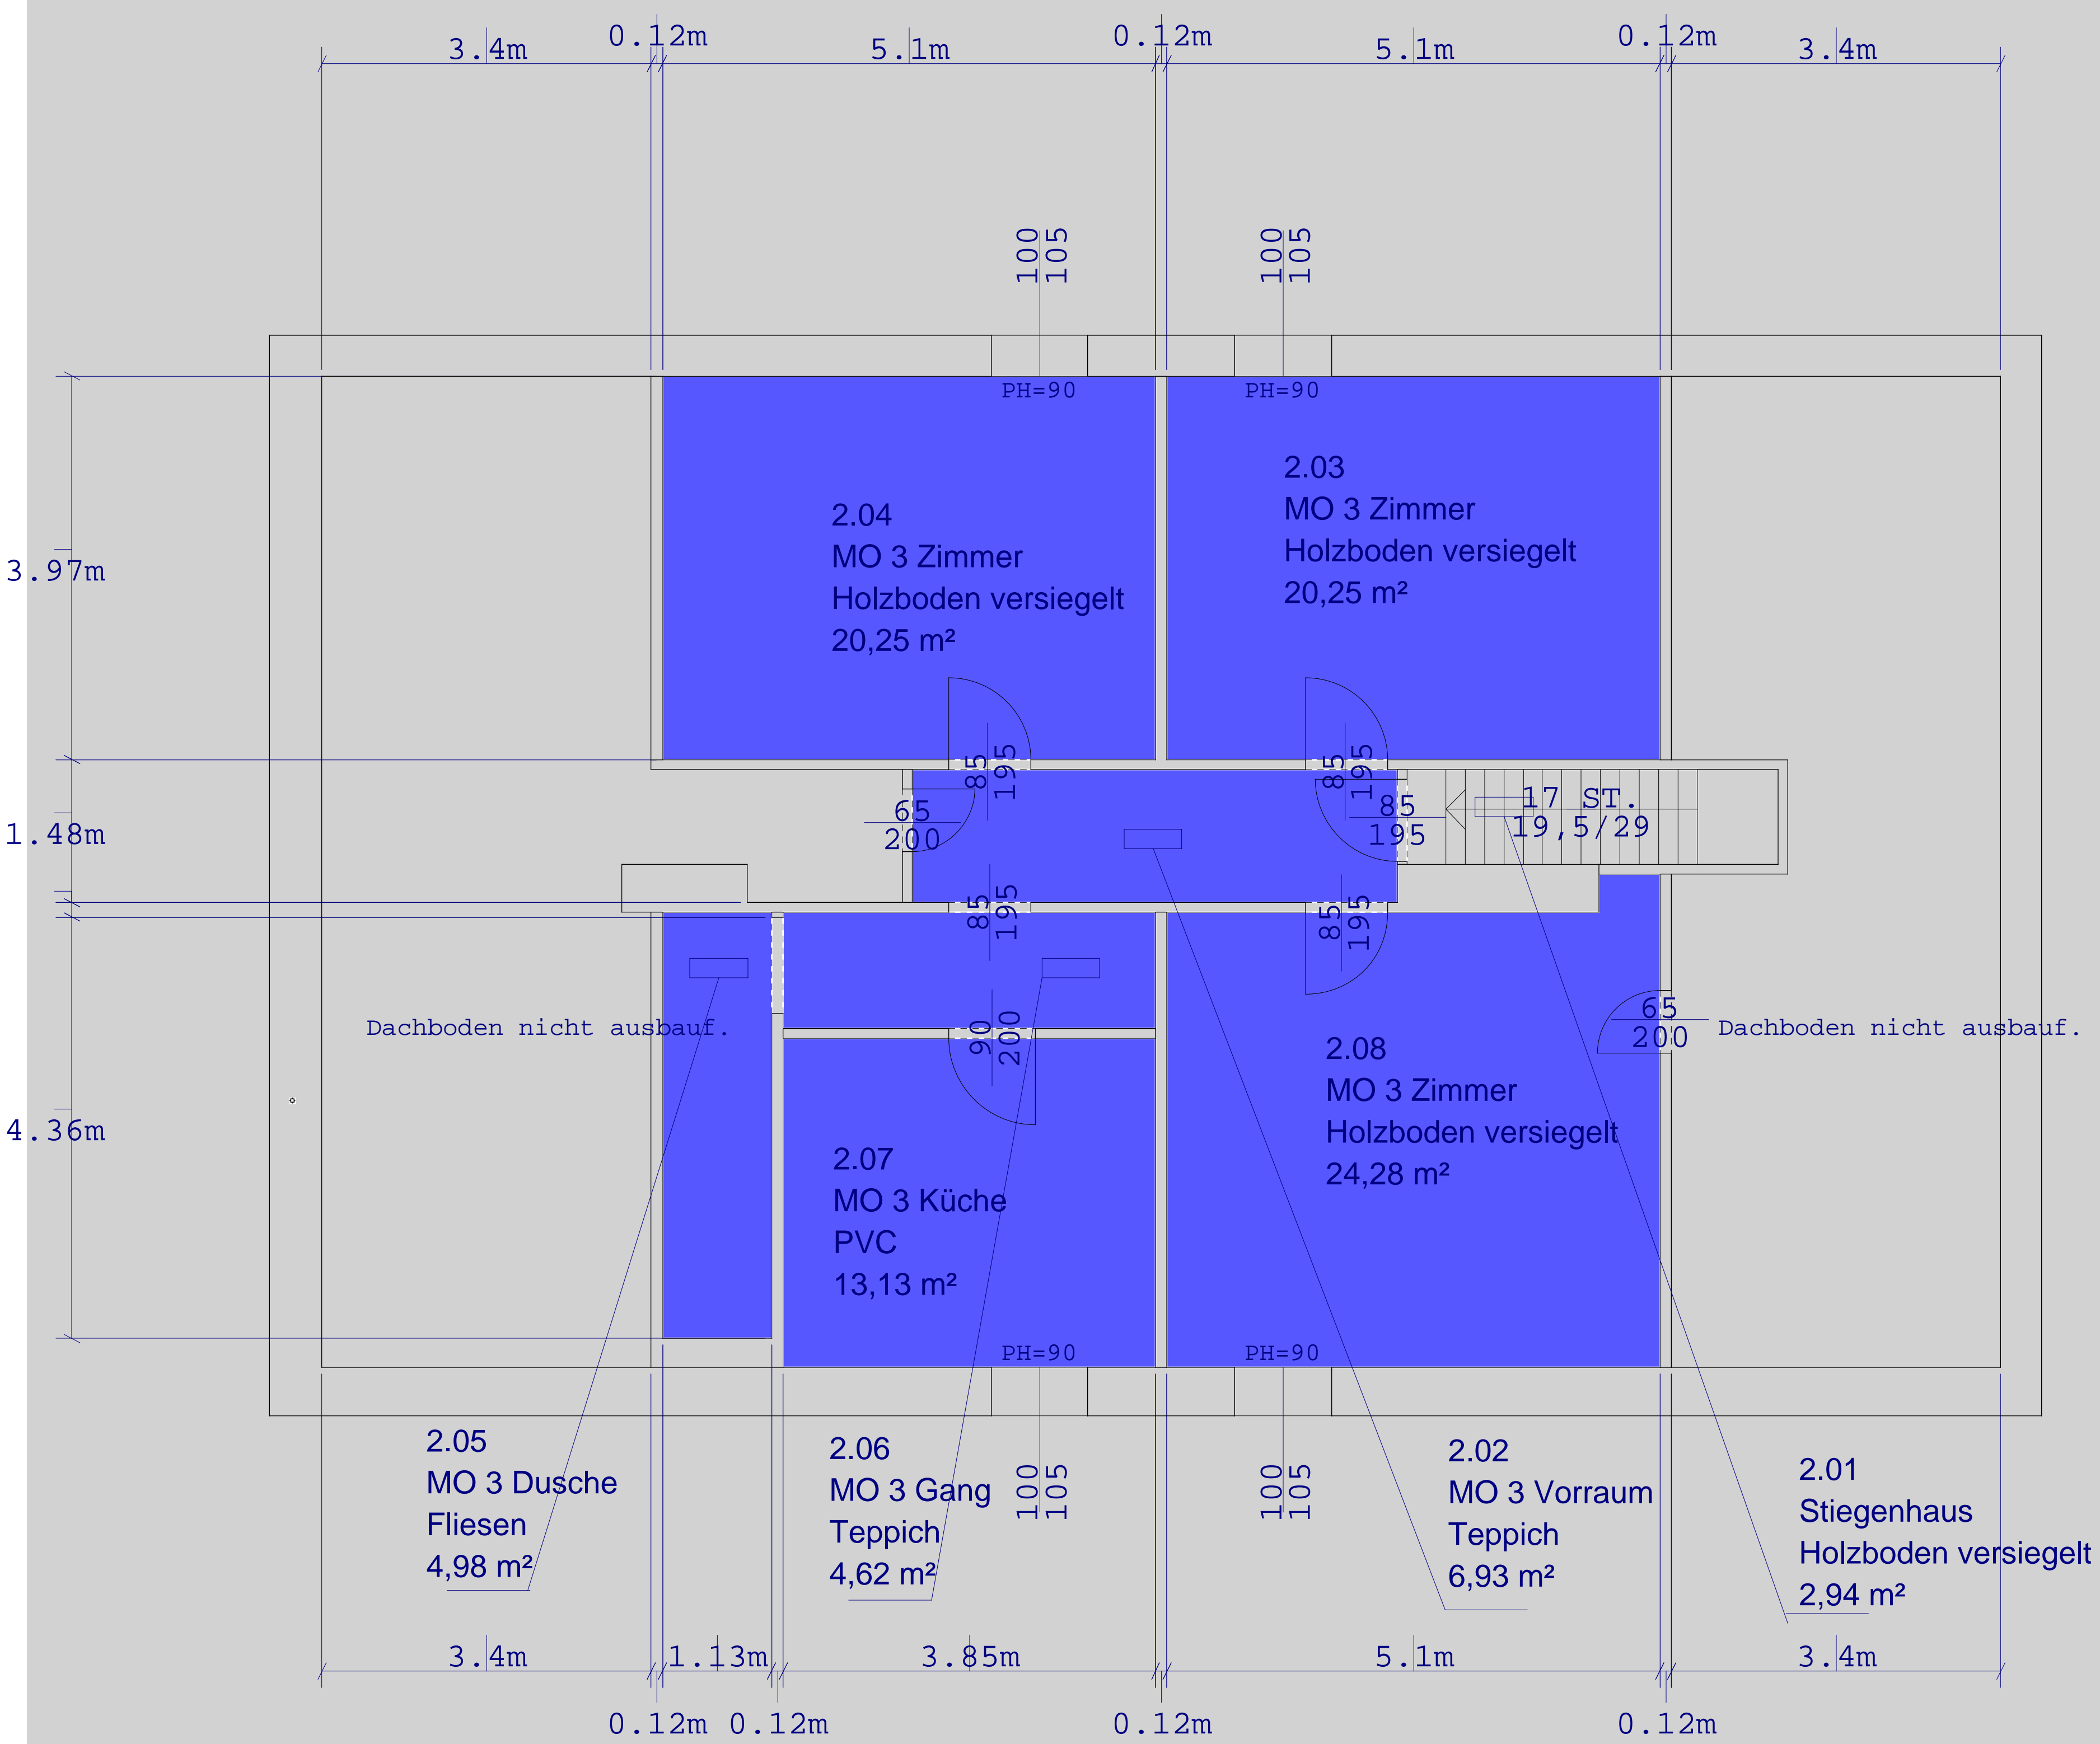 3.4m
0.12m
5.1m
0.12m
5.1m
0.12m
3.4m
100
105
100
105
PH=90
PH=90
2.04
MO 3 Zimmer
Holzboden versiegelt
20,25 m²
2.03
MO 3 Zimmer
Holzboden versiegelt
20,25 m²
3.97m
85
195
85
195
65
200
85
195
17 ST.
19,5/29
1.48m
85
195
85
195
Dachboden nicht ausbauf.
90
200
65
200
Dachboden nicht ausbauf.
4.36m
2.07
MO 3 Küche
PVC
13,13 m²
2.08
MO 3 Zimmer
Holzboden versiegelt
24,28 m²
PH=90
PH=90
2.05
MO 3 Dusche
Fliesen
4,98 m²
2.06
MO 3 Gang
Teppich
4,62 m²
100
105
100
105
2.02
MO 3 Vorraum
Teppich
6,93 m²
2.01
Stiegenhaus
Holzboden versiegelt
2,94 m²
3.4m
1.13m
3.85m
5.1m
3.4m
0.12m
0.12m
0.12m
0.12m